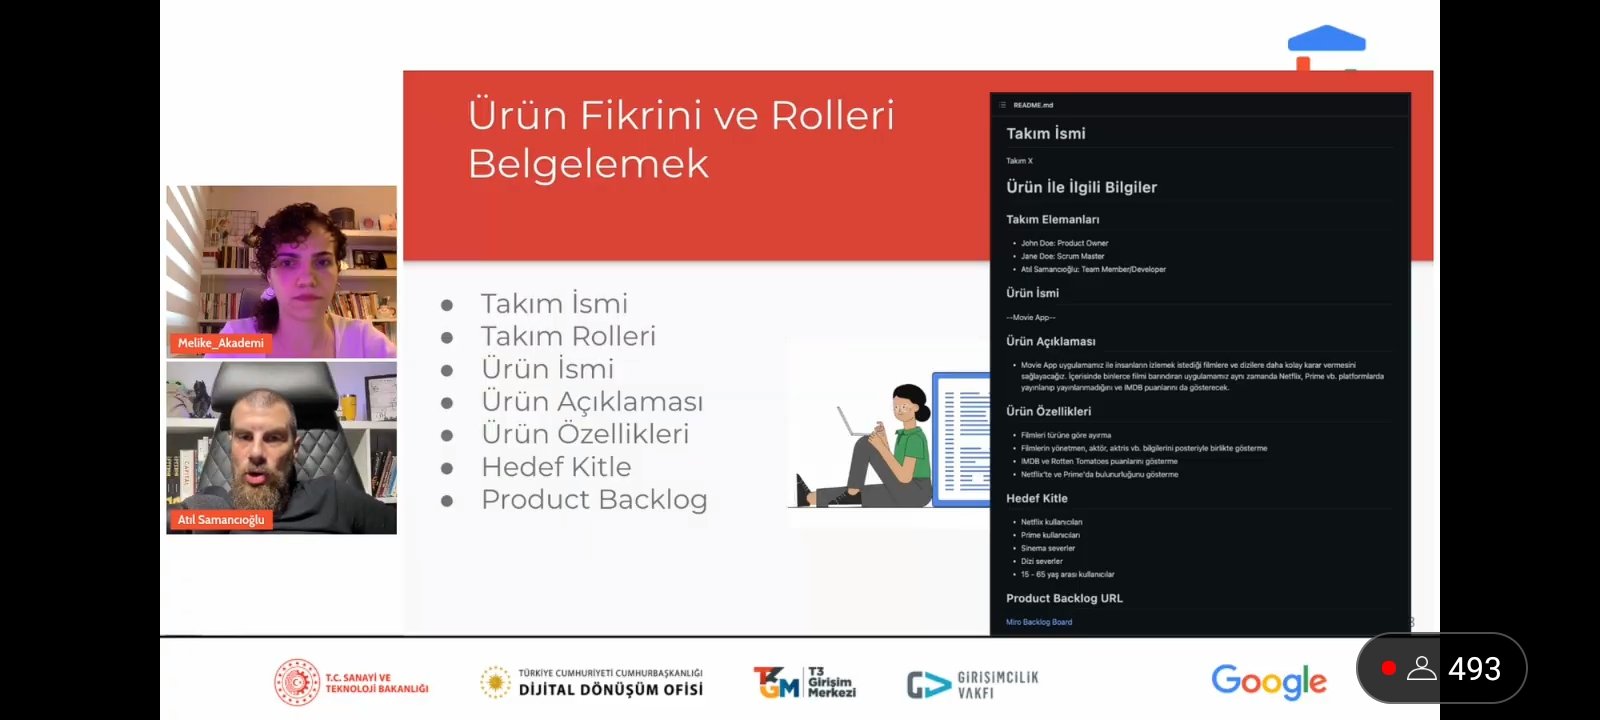 Ürün Fikrini ve Rolleri
Belgelemek
Takım İsmi
Takım Rolleri
Ürün İsmi
Ürün Açıklaması
Ürün Özellikleri
Hedef Kitle
Product Backlog
README.md
Takım İsmi
Takım X
Ürün İle İlgili Bilgiler
Takım Elemanları
John Doe: Product Owner
Jane Doe: Scrum Master
Atıl Samancıoğlu: Team Member/Developer
Ürün İsmi
--Movie App--
Ürün Açıklaması
Movie App uygulamamız ile insanların izlemek istediği filmlere ve dizilere daha kolay karar vermesini
sağlayacağız. İçerisinde binlerce filmi barındıran uygulamamız aynı zamanda Netflix, Prime vb. platformlarda
yayınlanıp yayınlanmadığını ve IMDB puanlarını da gösterecek.
Ürün Özellikleri
Filmleri türüne göre ayırma
Filmlerin yönetmen, aktör, aktris vb. bilgilerini posteriyle birlikte gösterme
IMDB ve Rotten Tomatoes puanlarını gösterme
Netflix'te ve Prime'da bulunurluğunu gösterme
Hedef Kitle
Netflix kullanıcıları
Prime kullanıcıları
Sinema severler
Dizi severler
15 - 65 yaş arası kullanıcılar
Product Backlog URL
Miro Backlog Board
Melike_Akademi
Atıl Samancıoğlu
T.C. SANAYİ VE
TEKNOLOJİ BAKANLIĞI
TÜRKİYE CUMHURİYETİ CUMHURBAŞKANLIĞI
DİJİTAL DÖNÜŞÜM OFİSİ
T3GM
T3
Girişim
Merkezi
GİRİŞİMCİLİK
VAKFI
Google
493